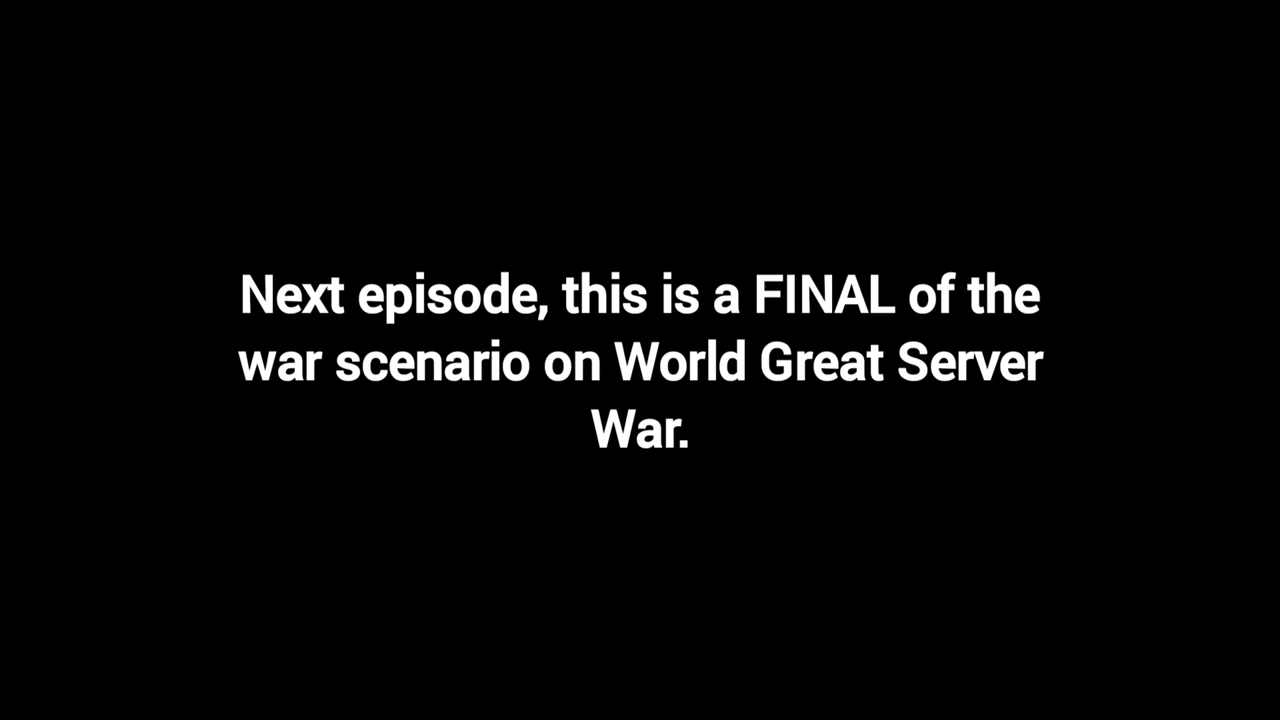 Next episode, this is a FINAL of the
war scenario on World Great Server
War.